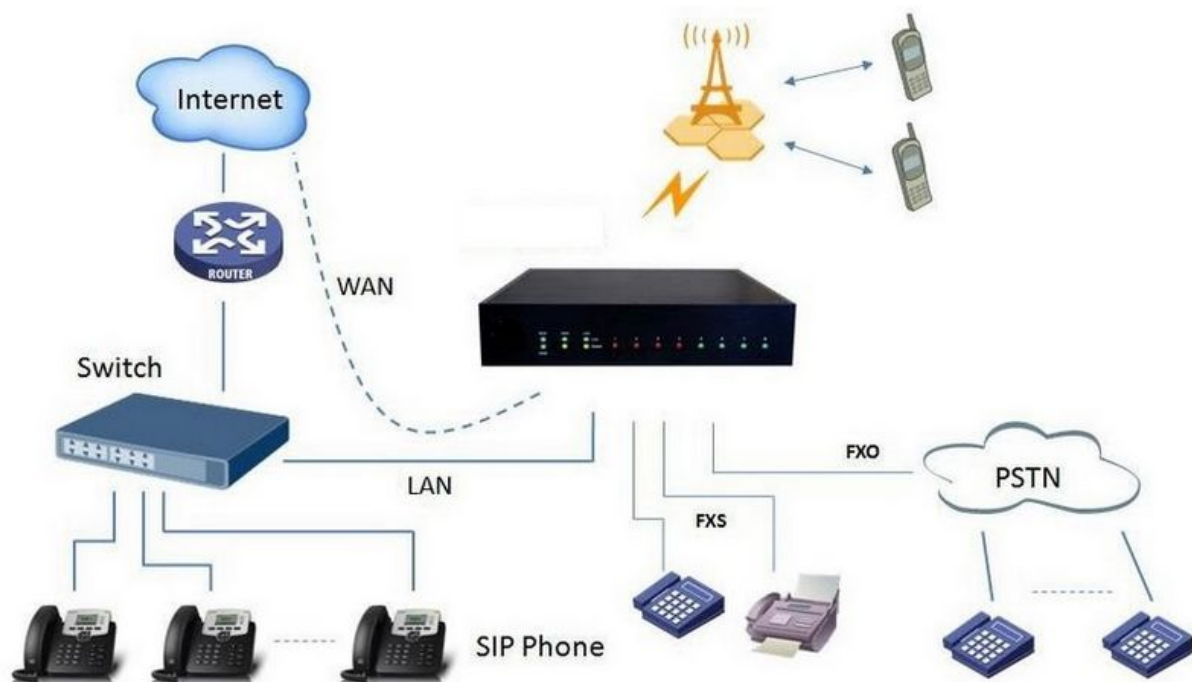 Internet
ROUTER
WAN
Switch
LAN
FXO
PSTN
FXS
SIP Phone